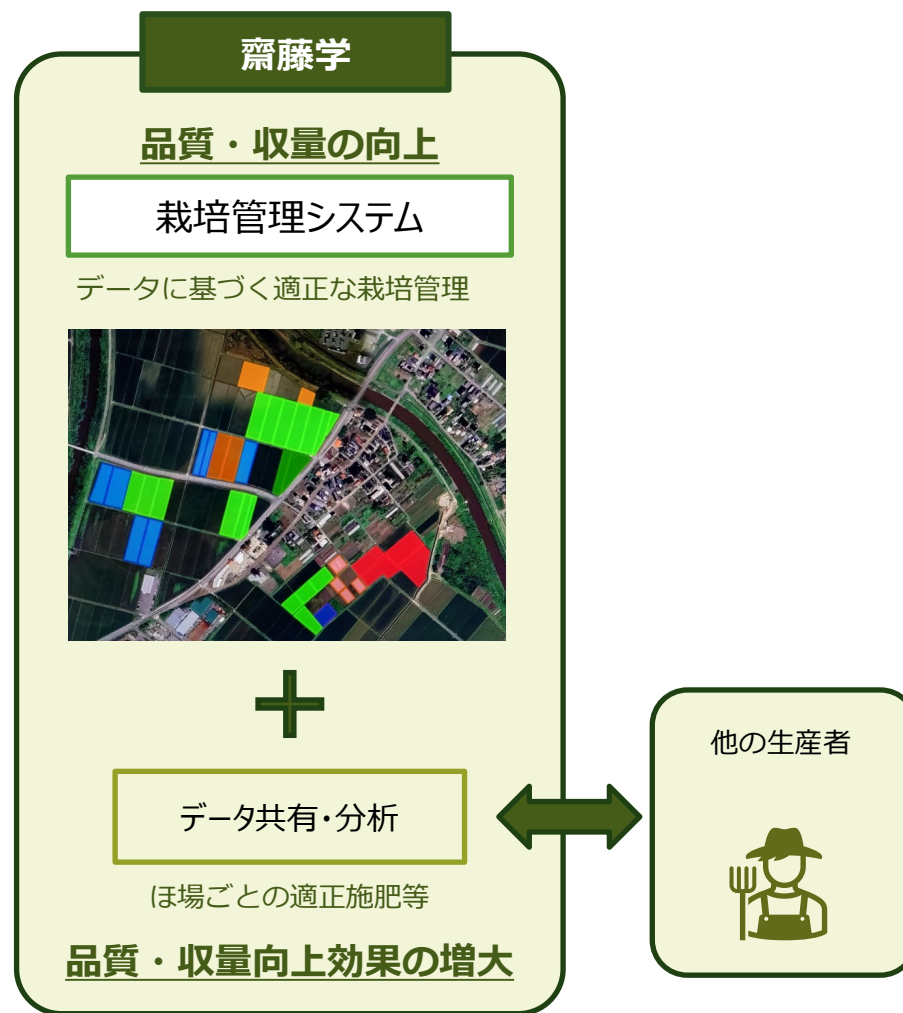 齋藤学
品質・収量の向上
栽培管理システム
データに基づく適正な栽培管理
データ共有・分析
ほ場ごとの適正施肥等
品質・収量向上効果の増大
他の生産者